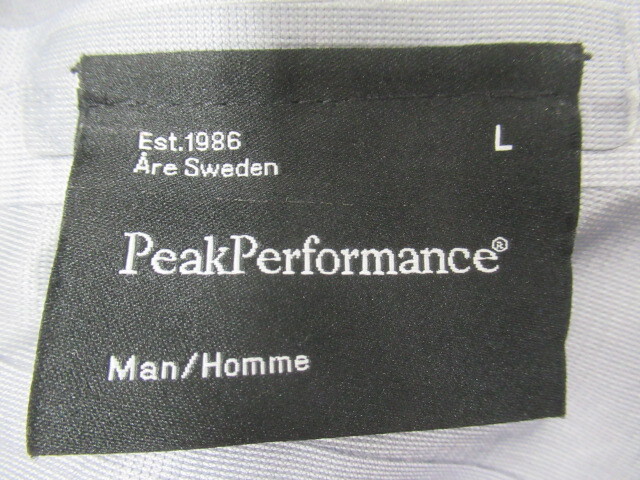 Est.1986 L
Åre Sweden
PeakPerformance®
Man/Homme